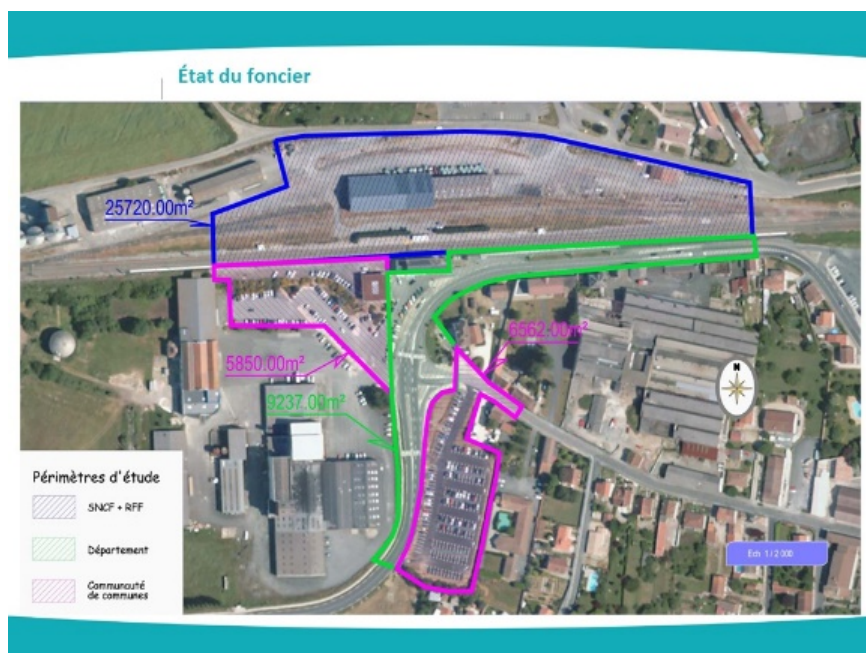 État du foncier
25720.00m²
6562.00m²
5850.00m²
9237.00m²
N
Périmètres d'étude
SNCF + RFF
Département
Communauté
de communes
Ech 1/2 000